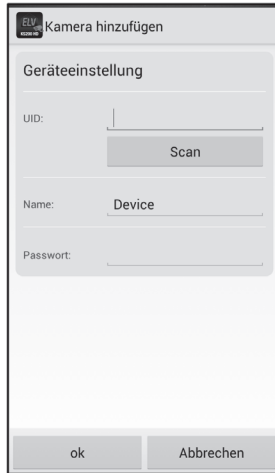 ELV
Kamera hinzufügen
Geräteeinstellung
UID:
Scan
Name: Device
Passwort:
ok Abbrechen